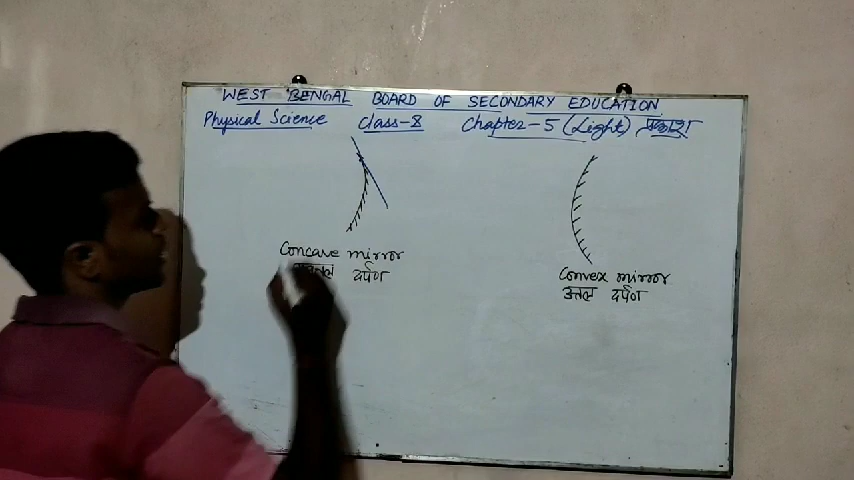 WEST BENGAL BOARD OF SECONDARY EDUCATION
Physical Science Class-8 Chapter-5 (Light) प्रकाश
Concave mirror
दर्पण
Convex mirror
उत्तल दर्पण